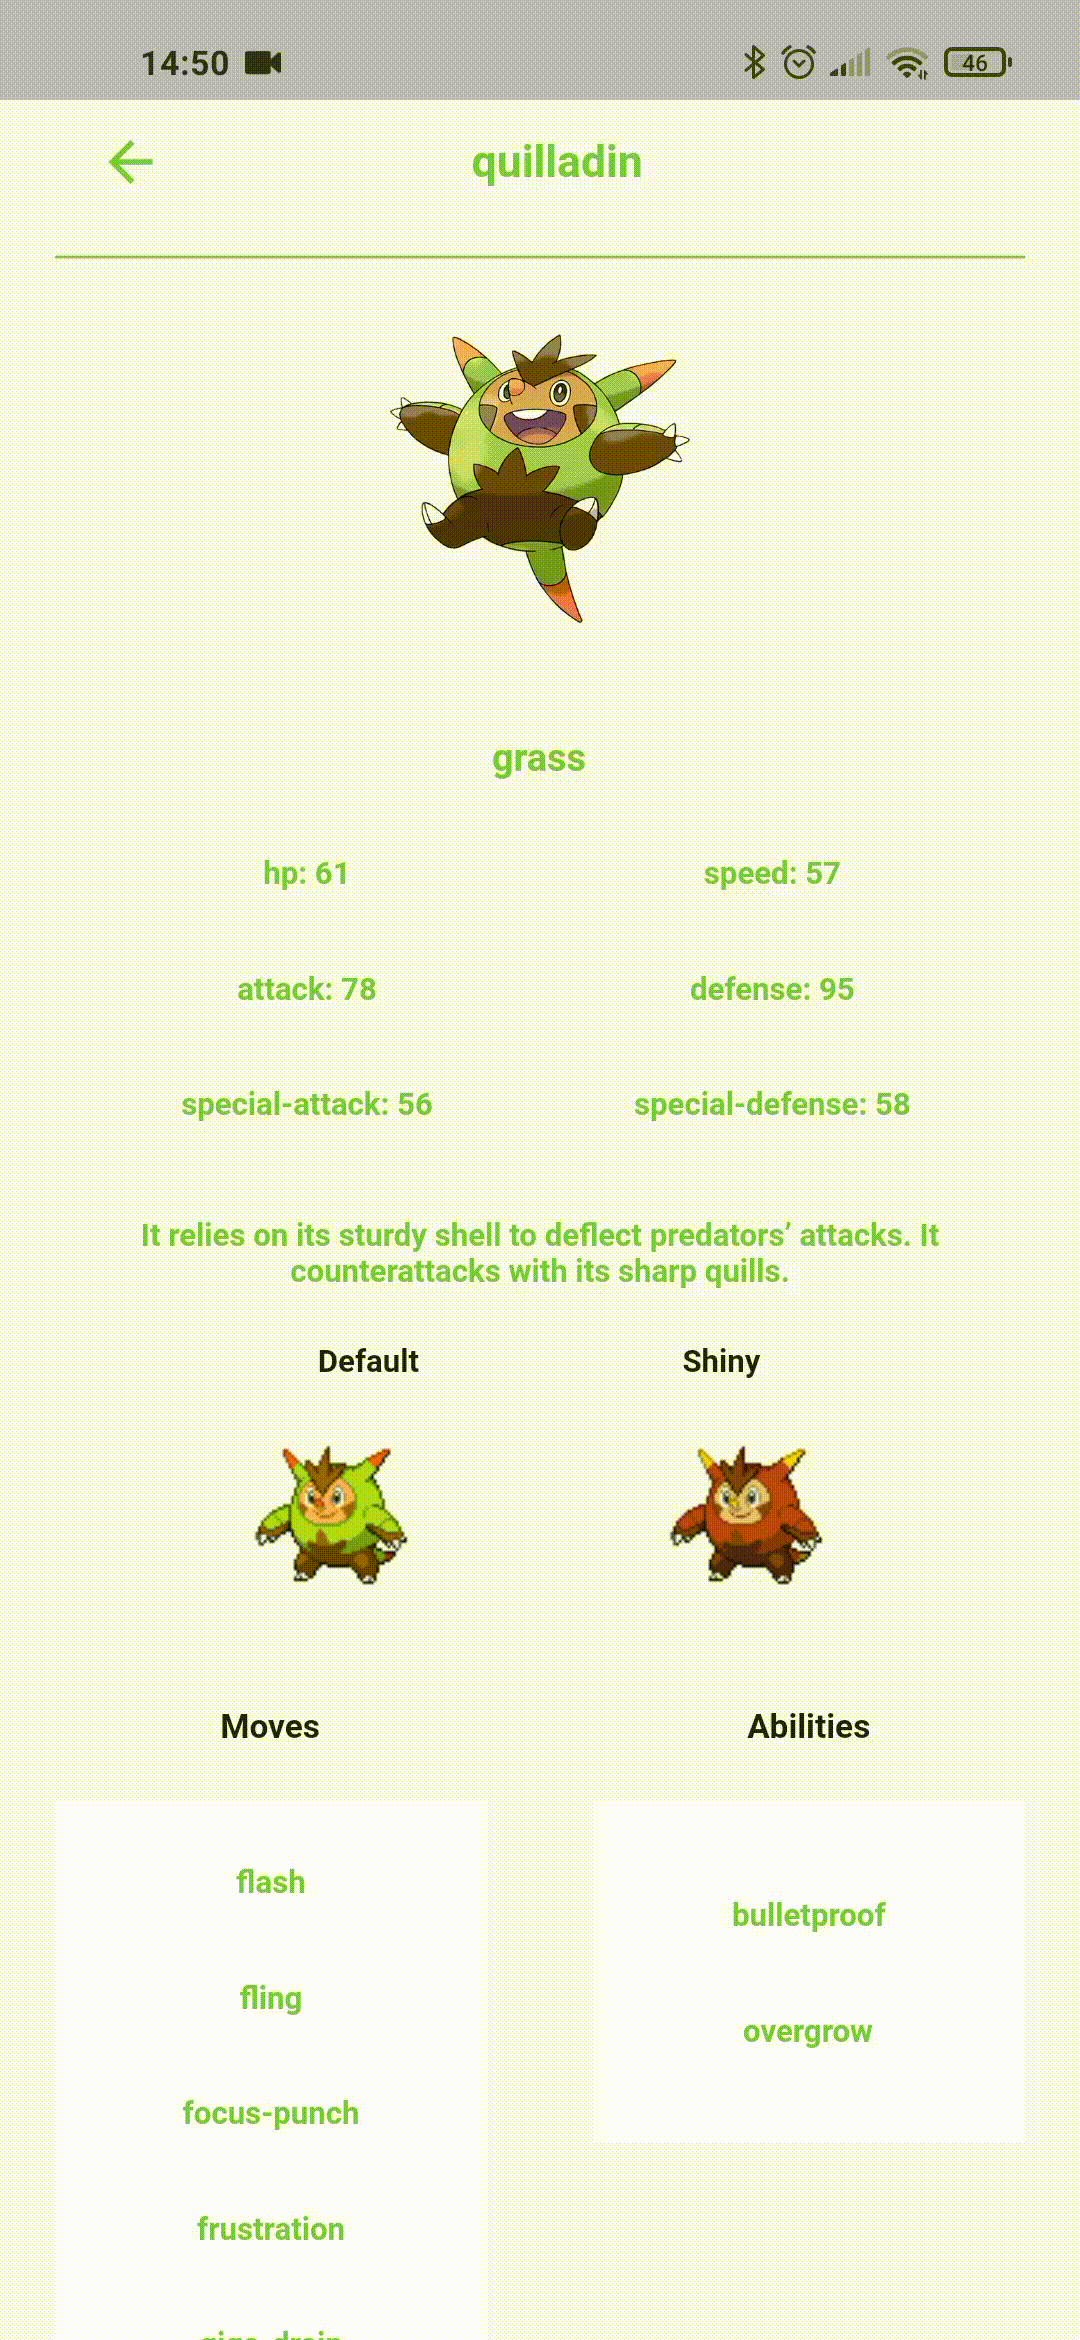 14:50
46
quilladin
grass
hp: 61
speed: 57
attack: 78
defense: 95
special-attack: 56
special-defense: 58
It relies on its sturdy shell to deflect predators’ attacks. It
counterattacks with its sharp quills.
Default
Shiny
Moves
Abilities
flash
fling
focus-punch
frustration
giga-drain
bulletproof
overgrow